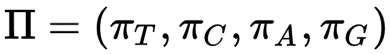 Π = (π_T, π_C, π_A, π_G)